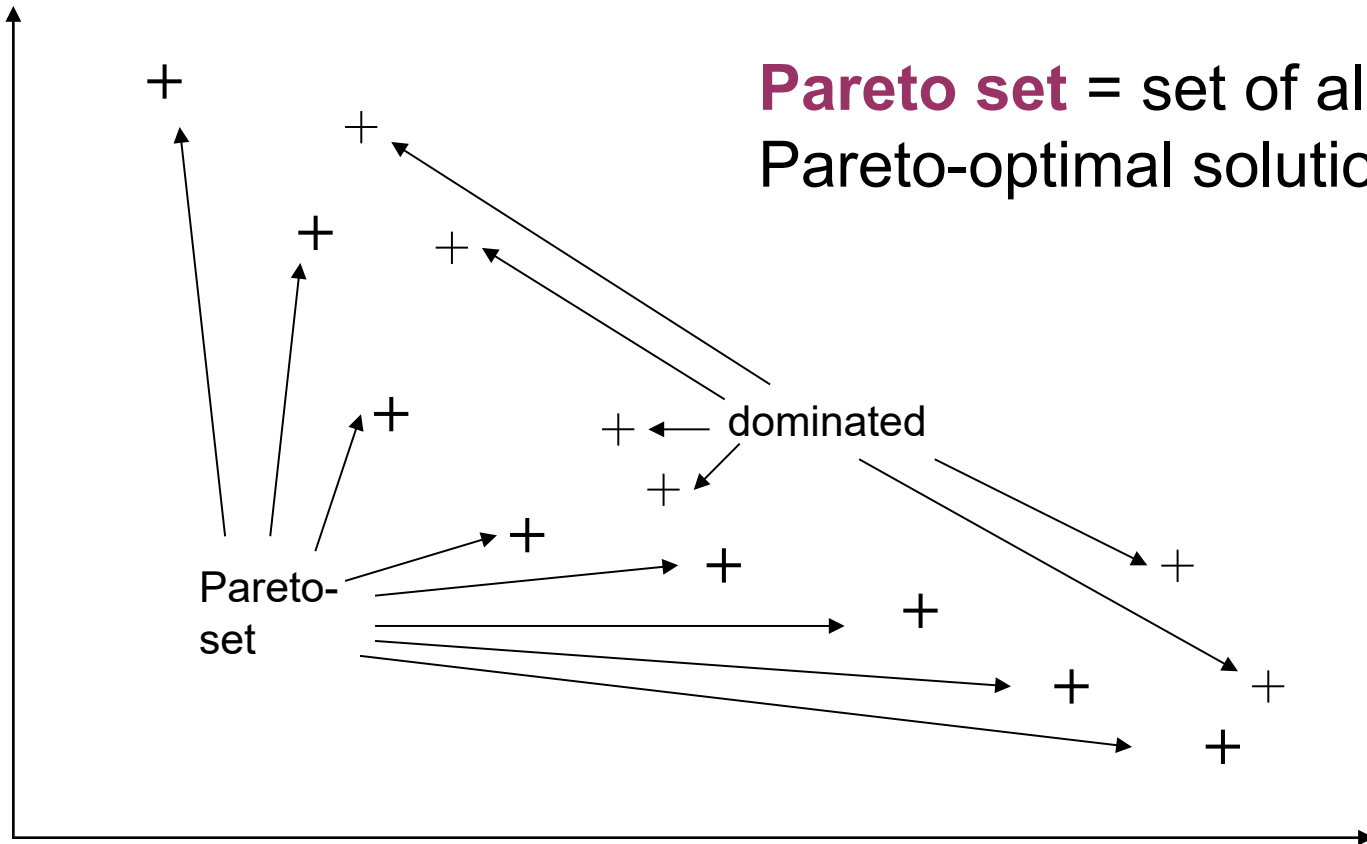 Pareto set = set of al
Pareto-optimal solutio
dominated
Pareto-
set